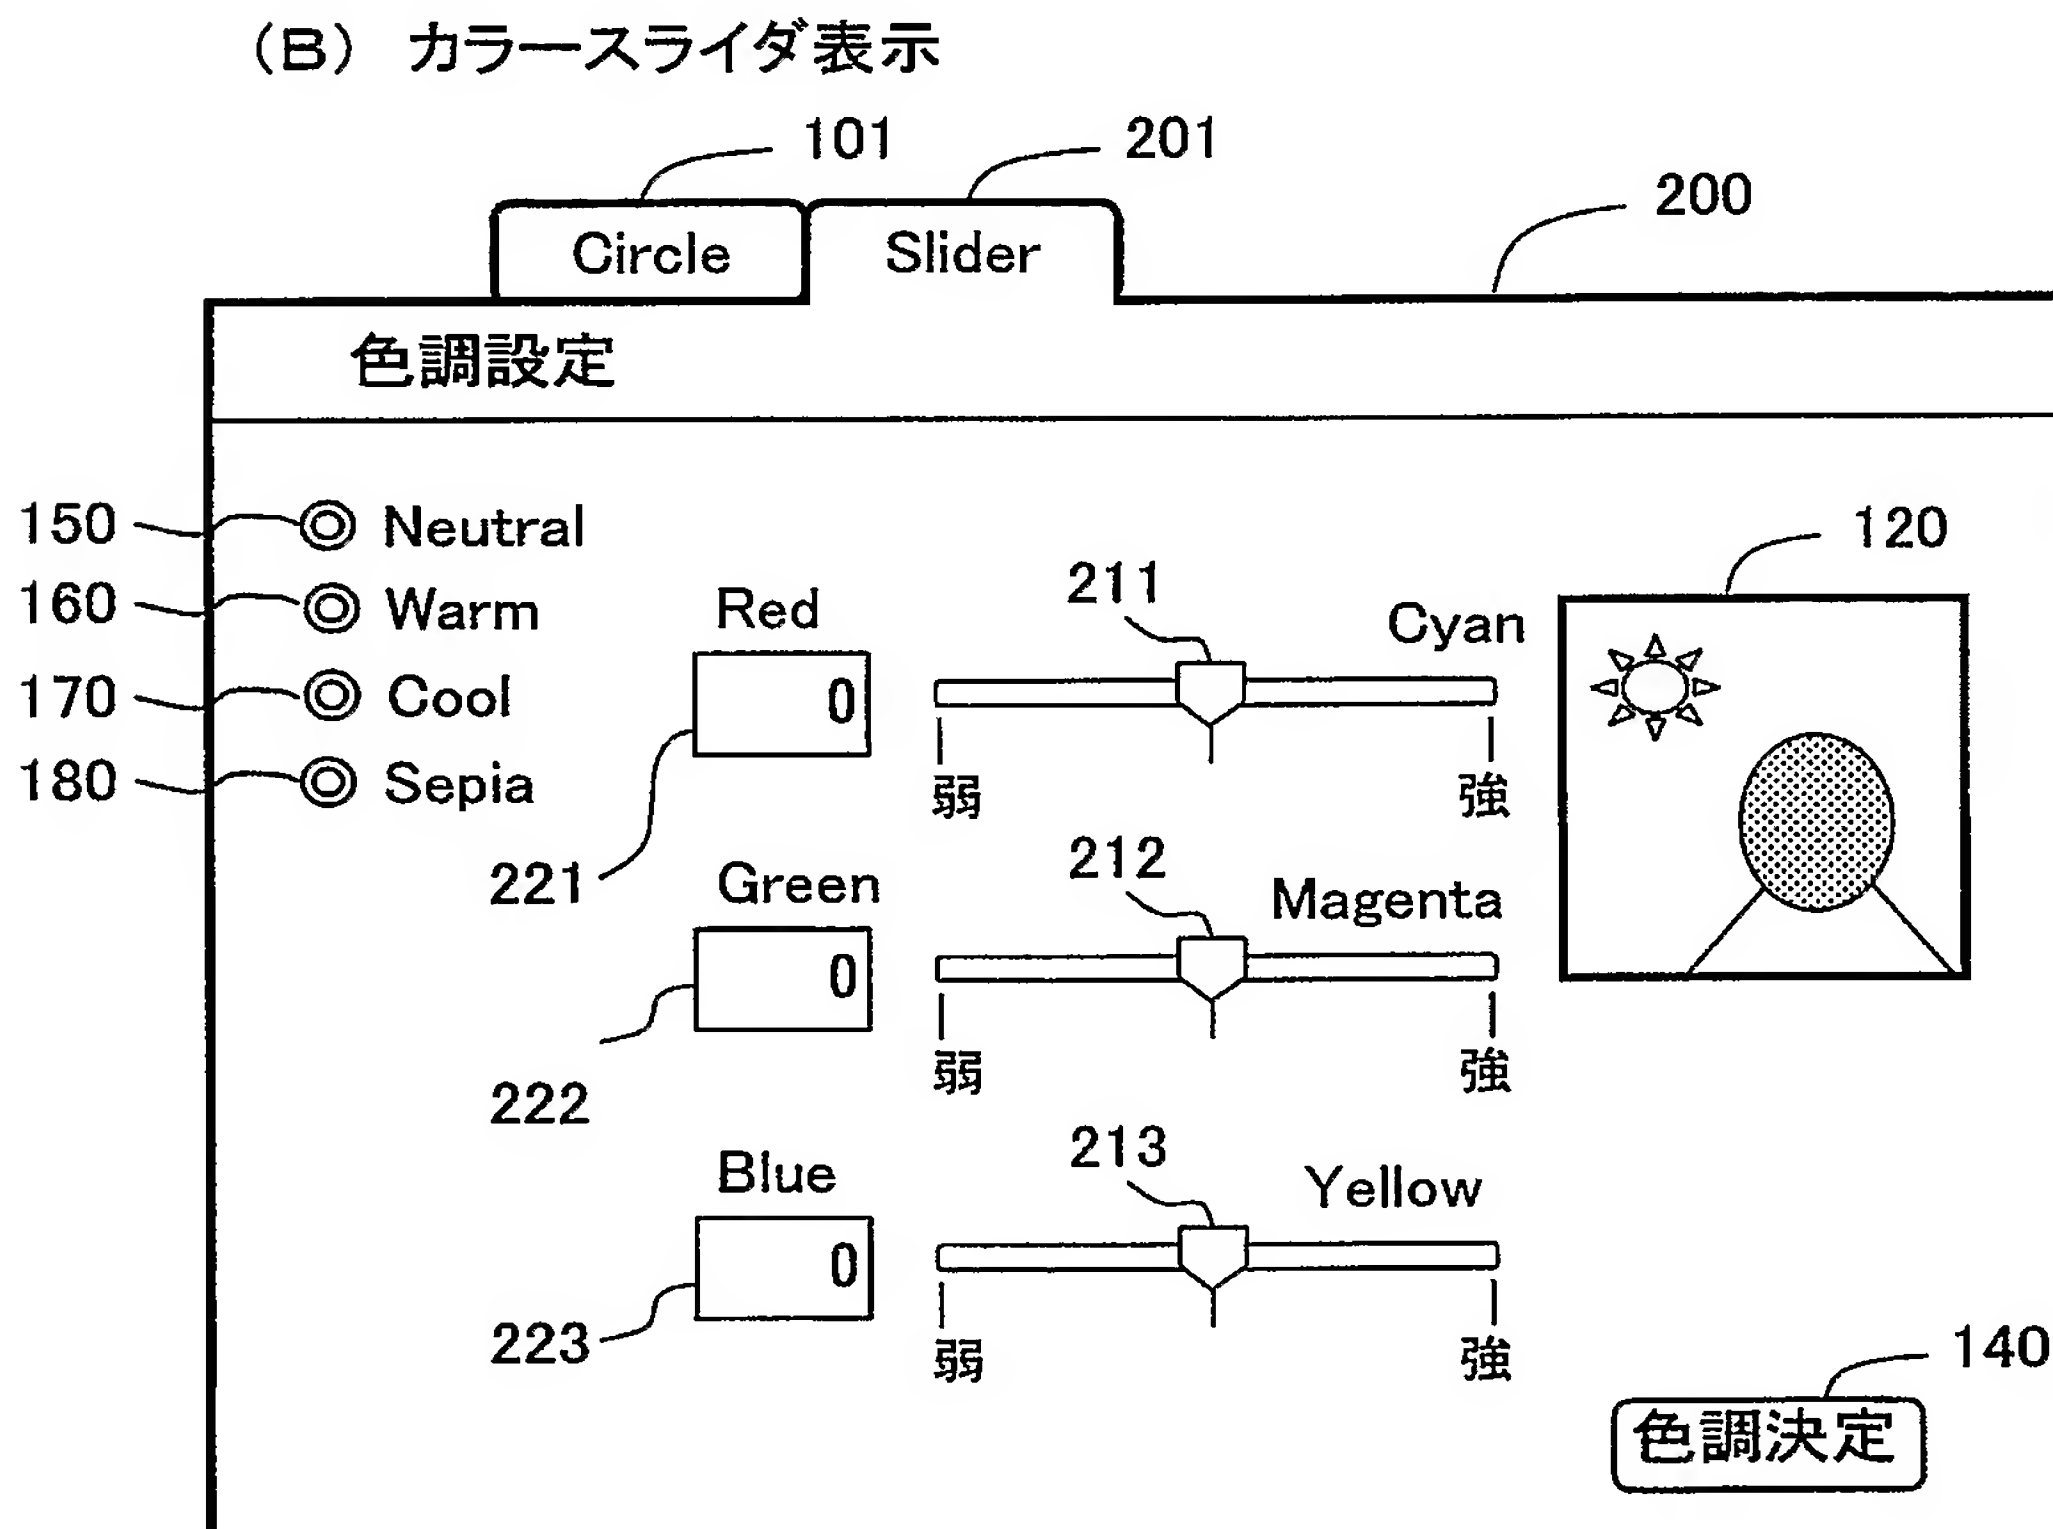 (B) カラースライダ表示
101
201
200
Circle
Slider
色調設定
150
Neutral
160
Warm
170
Cool
180
Sepia
120
Red
211
Cyan
0
弱
強
221
Green
212
Magenta
0
弱
強
222
Blue
213
Yellow
0
弱
強
223
140
色調決定